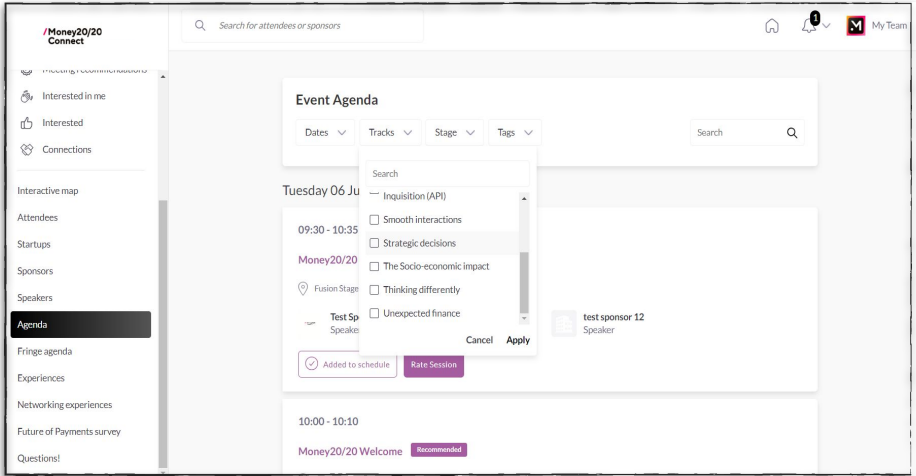 /Money20/20
Connect
Search for attendees or sponsors
1
My Team
Meeting recommendations
Interested in me
Interested
Connections
Interactive map
Attendees
Startups
Sponsors
Speakers
Agenda
Fringe agenda
Experiences
Networking experiences
Future of Payments survey
Questions!
Event Agenda
Dates Tracks Stage Tags Search
Search
Inquisition (API)
Smooth interactions
Strategic decisions
The Socio-economic impact
Thinking differently
Unexpected finance
Cancel Apply
Tuesday 06 Ju
09:30 - 10:35
Money20/20
Fusion Stage
Test Sp
Speake
test sponsor 12
Speaker
Added to schedule Rate Session
10:00 - 10:10
Money20/20 Welcome Recommended